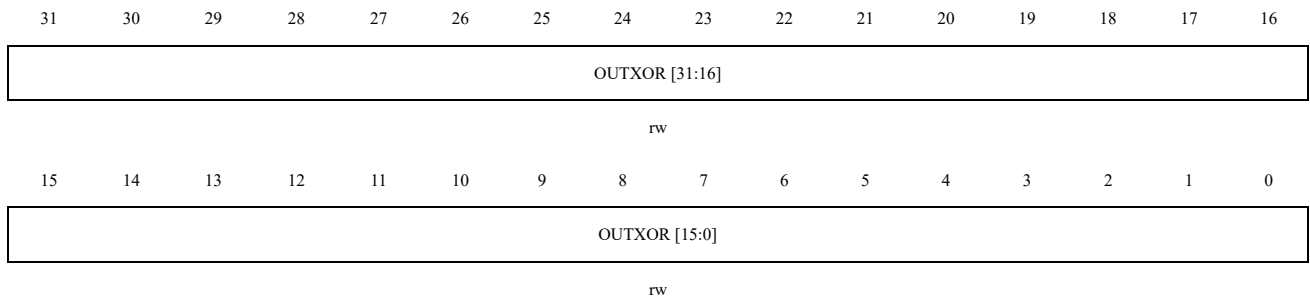 31 30 29 28 27 26 25 24 23 22 21 20 19 18 17 16
OUTXOR [31:16]
rw
15 14 13 12 11 10 9 8 7 6 5 4 3 2 1 0
OUTXOR [15:0]
rw